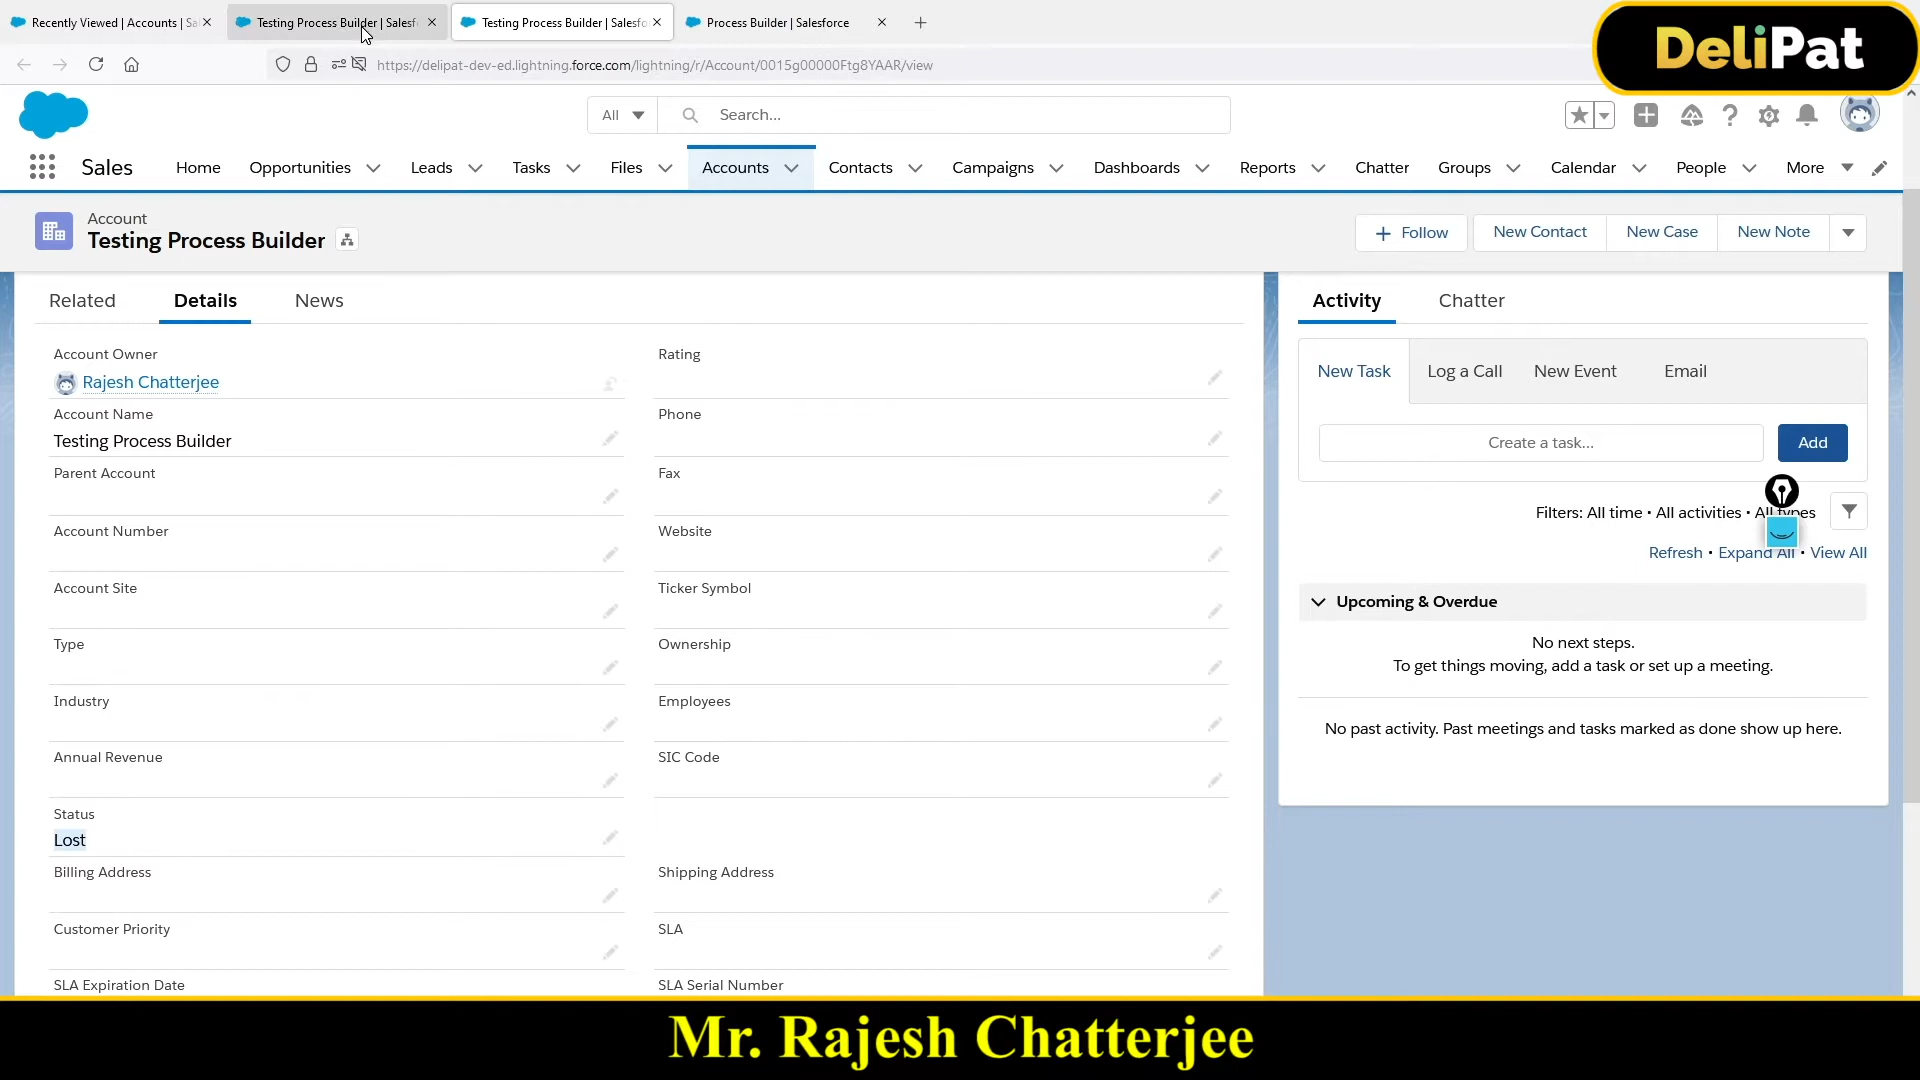 Recently Viewed | Accounts | Sa
Testing Process Builder | Salesf
Testing Process Builder | Salesfo
Process Builder | Salesforce
https://delipat-dev-ed.lightning.force.com/lightning/r/Account/0015g00000Ftg8YAAR/view
DeliPat
All
Search...
Sales
Home
Opportunities
Leads
Tasks
Files
Accounts
Contacts
Campaigns
Dashboards
Reports
Chatter
Groups
Calendar
People
More
Account
Testing Process Builder
Follow
New Contact
New Case
New Note
Related
Details
News
Account Owner
Rajesh Chatterjee
Rating
Account Name
Testing Process Builder
Phone
Parent Account
Fax
Account Number
Website
Account Site
Ticker Symbol
Type
Ownership
Industry
Employees
Annual Revenue
SIC Code
Status
Lost
Billing Address
Shipping Address
Customer Priority
SLA
SLA Expiration Date
SLA Serial Number
Activity
Chatter
New Task
Log a Call
New Event
Email
Create a task...
Add
Filters: All time • All activities • All types
Refresh • Expand All • View All
Upcoming & Overdue
No next steps.
To get things moving, add a task or set up a meeting.
No past activity. Past meetings and tasks marked as done show up here.
Mr. Rajesh Chatterjee